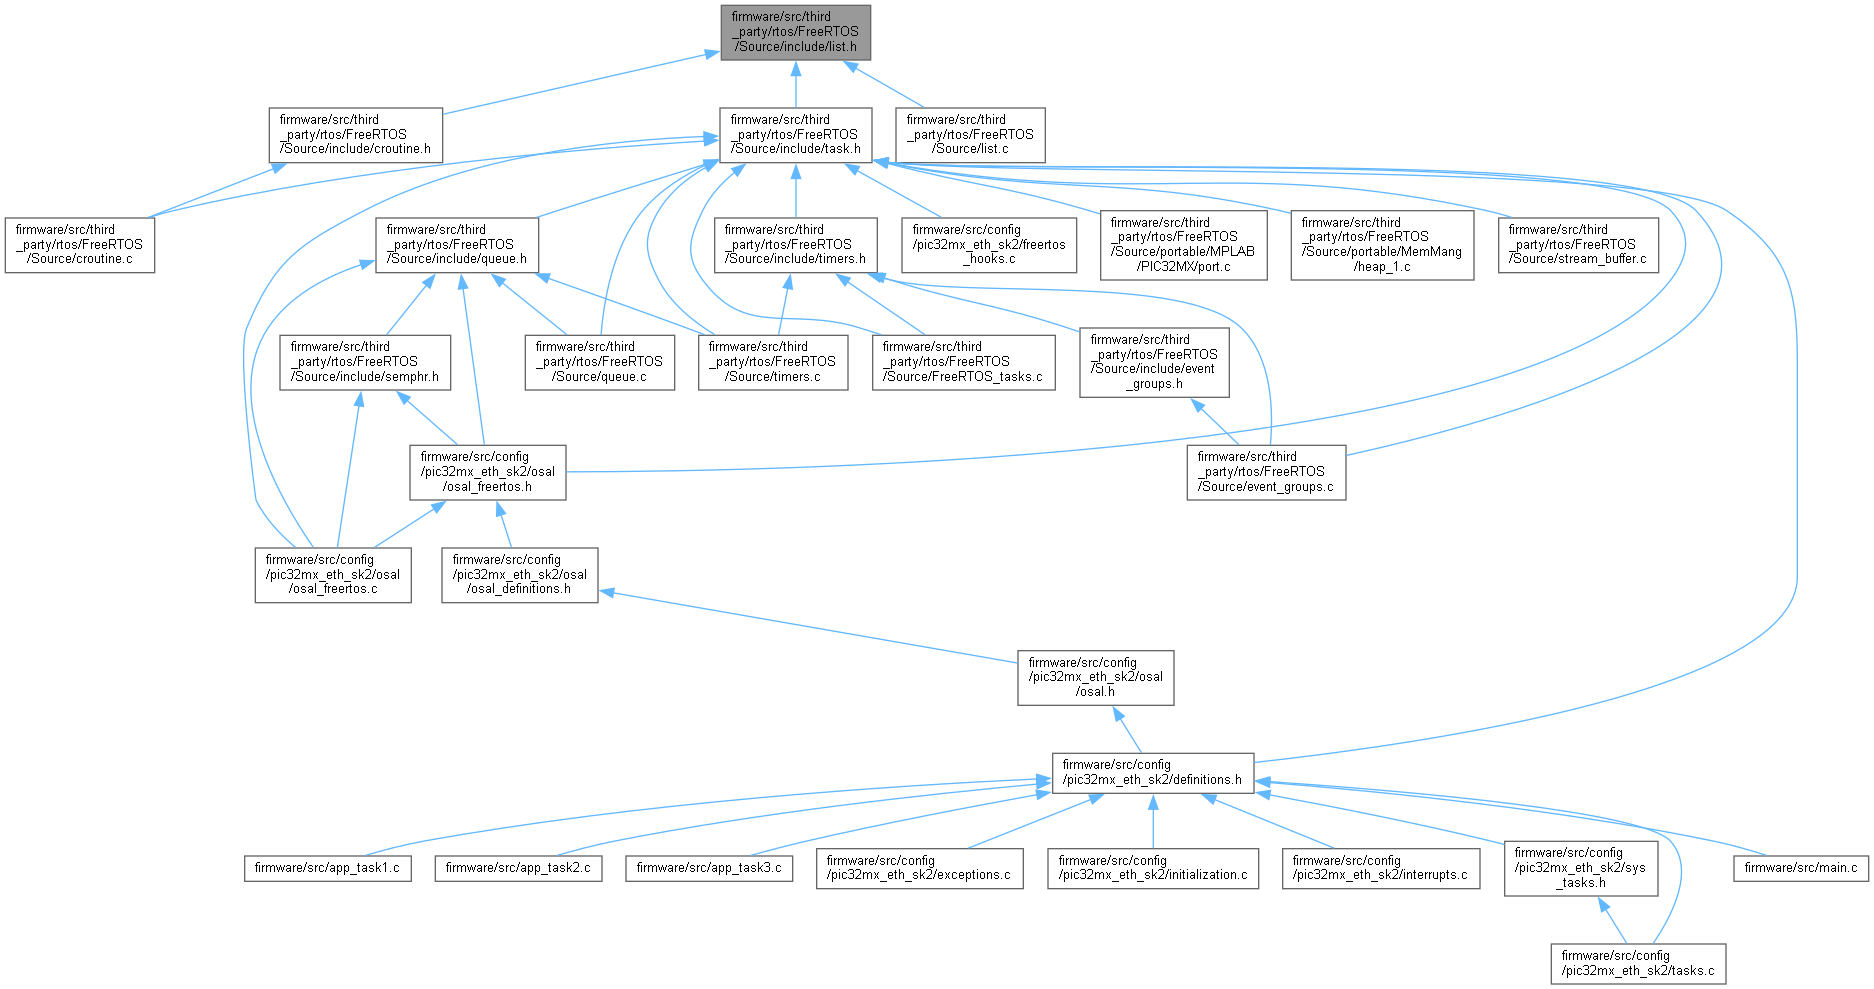 firmware/src/third
_party/rtos/FreeRTOS
/Source/include/list.h
firmware/src/third
_party/rtos/FreeRTOS
/Source/include/croutine.h
firmware/src/third
_party/rtos/FreeRTOS
/Source/include/task.h
firmware/src/third
_party/rtos/FreeRTOS
/Source/list.c
firmware/src/third
_party/rtos/FreeRTOS
/Source/croutine.c
firmware/src/third
_party/rtos/FreeRTOS
/Source/include/queue.h
firmware/src/third
_party/rtos/FreeRTOS
/Source/include/timers.h
firmware/src/config
/pic32mx_eth_sk2/freertos
_hooks.c
firmware/src/third
_party/rtos/FreeRTOS
/Source/portable/MPLAB
/PIC32MX/port.c
firmware/src/third
_party/rtos/FreeRTOS
/Source/portable/MemMang
/heap_1.c
firmware/src/third
_party/rtos/FreeRTOS
/Source/stream_buffer.c
firmware/src/third
_party/rtos/FreeRTOS
/Source/include/semphr.h
firmware/src/third
_party/rtos/FreeRTOS
/Source/queue.c
firmware/src/third
_party/rtos/FreeRTOS
/Source/timers.c
firmware/src/third
_party/rtos/FreeRTOS
/Source/FreeRTOS_tasks.c
firmware/src/third
_party/rtos/FreeRTOS
/Source/include/event
_groups.h
firmware/src/config
/pic32mx_eth_sk2/osal
/osal_freertos.h
firmware/src/third
_party/rtos/FreeRTOS
/Source/event_groups.c
firmware/src/config
/pic32mx_eth_sk2/osal
/osal_freertos.c
firmware/src/config
/pic32mx_eth_sk2/osal
/osal_definitions.h
firmware/src/config
/pic32mx_eth_sk2/osal
/osal.h
firmware/src/config
/pic32mx_eth_sk2/definitions.h
firmware/src/app_task1.c
firmware/src/app_task2.c
firmware/src/app_task3.c
firmware/src/config
/pic32mx_eth_sk2/exceptions.c
firmware/src/config
/pic32mx_eth_sk2/initialization.c
firmware/src/config
/pic32mx_eth_sk2/interrupts.c
firmware/src/config
/pic32mx_eth_sk2/sys
_tasks.h
firmware/src/main.c
firmware/src/config
/pic32mx_eth_sk2/tasks.c